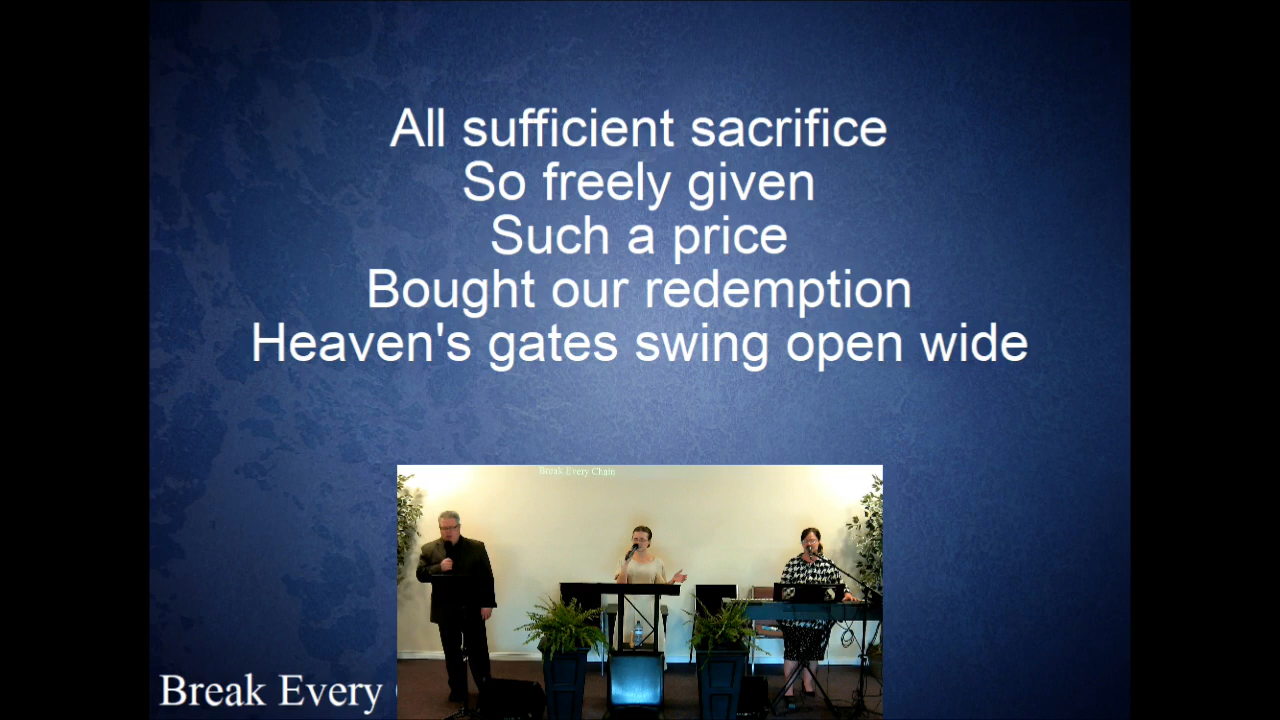 All sufficient sacrifice
So freely given
Such a price
Bought our redemption
Heaven's gates swing open wide
Break Every Chain
Break Every